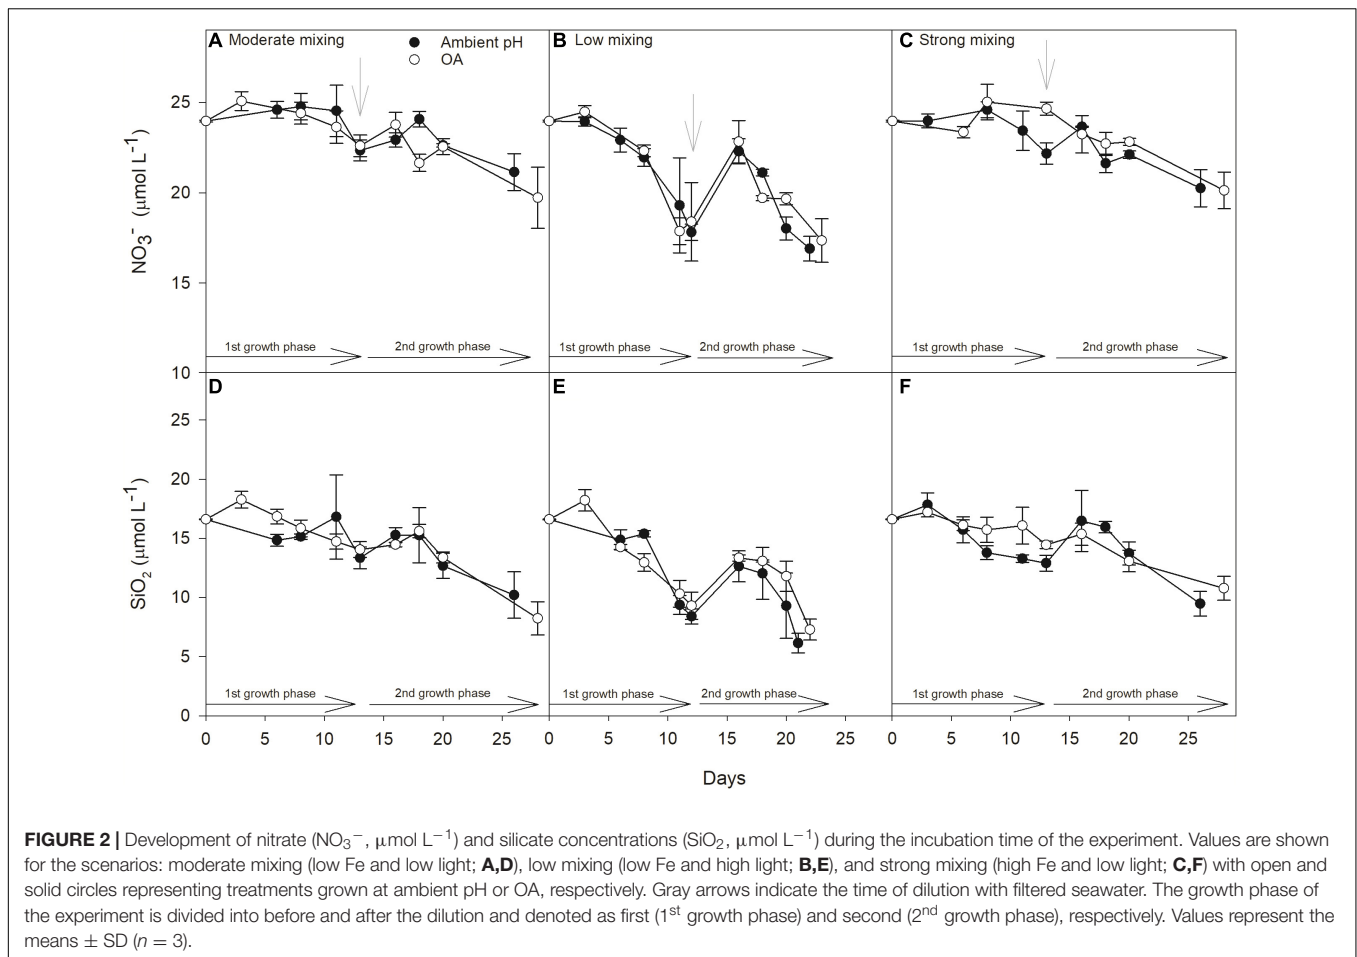 A Moderate mixing
Ambient pH
OA
B Low mixing
C Strong mixing
25
20
15
10
NO3- (μmol L-1)
1st growth phase
2nd growth phase
1st growth phase
2nd growth phase
1st growth phase
2nd growth phase
D
E
F
25
20
15
10
5
0
SiO2 (μmol L-1)
1st growth phase
2nd growth phase
1st growth phase
2nd growth phase
1st growth phase
2nd growth phase
0 5 10 15 20 25 0 5 10 15 20 25 0 5 10 15 20 25
Days
FIGURE 2 | Development of nitrate (NO3−, μmol L−1) and silicate concentrations (SiO2, μmol L−1) during the incubation time of the experiment. Values are shown
for the scenarios: moderate mixing (low Fe and low light; A,D), low mixing (low Fe and high light; B,E), and strong mixing (high Fe and low light; C,F) with open and
solid circles representing treatments grown at ambient pH or OA, respectively. Gray arrows indicate the time of dilution with filtered seawater. The growth phase of
the experiment is divided into before and after the dilution and denoted as first (1st growth phase) and second (2nd growth phase), respectively. Values represent the
means ± SD (n = 3).